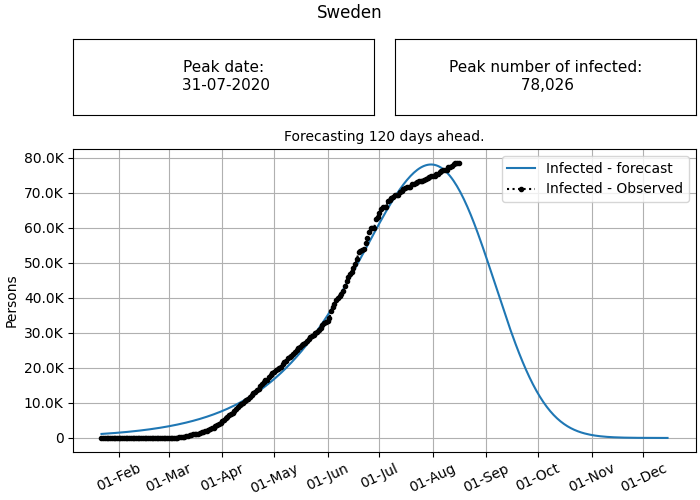 Sweden
Peak date:
31-07-2020
Peak number of infected:
78,026
Forecasting 120 days ahead.
80.0K
70.0K
60.0K
50.0K
40.0K
30.0K
20.0K
10.0K
0
Persons
Infected - forecast
Infected - Observed
01-Feb
01-Mar
01-Apr
01-May
01-Jun
01-Jul
01-Aug
01-Sep
01-Oct
01-Nov
01-Dec